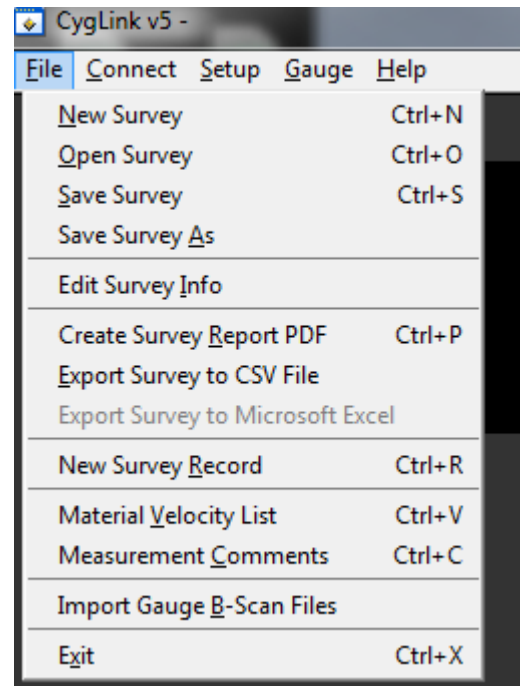 CygLink v5 -
File Connect Setup Gauge Help
New Survey Ctrl+N
Open Survey Ctrl+O
Save Survey Ctrl+S
Save Survey As
Edit Survey Info
Create Survey Report PDF Ctrl+P
Export Survey to CSV File
Export Survey to Microsoft Excel
New Survey Record Ctrl+R
Material Velocity List Ctrl+V
Measurement Comments Ctrl+C
Import Gauge B-Scan Files
Exit Ctrl+X